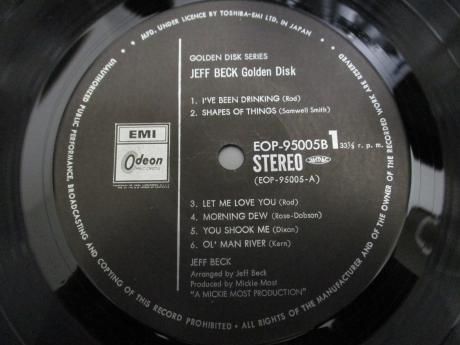 MFD. UNDER LICENCE BY TOSHIBA-EMI LTD. IN JAPAN •
GOLDEN DISK SERIES
JEFF BECK Golden Disk
1. I'VE BEEN DRINKING (Rod)
2. SHAPES OF THINGS (Samwell Smith)
EMI
Odeon
EOP-95005B 1 33⅓ r. p. m.
STEREO
(EOP-95005-A)
3. LET ME LOVE YOU (Rod)
4. MORNING DEW (Rose-Dobson)
5. YOU SHOOK ME (Dixon)
6. OL' MAN RIVER (Kern)
JEFF BECK
Arranged by Jeff Beck
Produced by Mickie Most
"A MICKIE MOST PRODUCTION"
UNAUTHORIZED PUBLIC PERFORMANCE, BROADCASTING AND COPYING OF THIS RECORD PROHIBITED • ALL RIGHTS OF THE MANUFACTURER AND OF THE OWNER OF THE RECORDED WORK ARE RESERVED